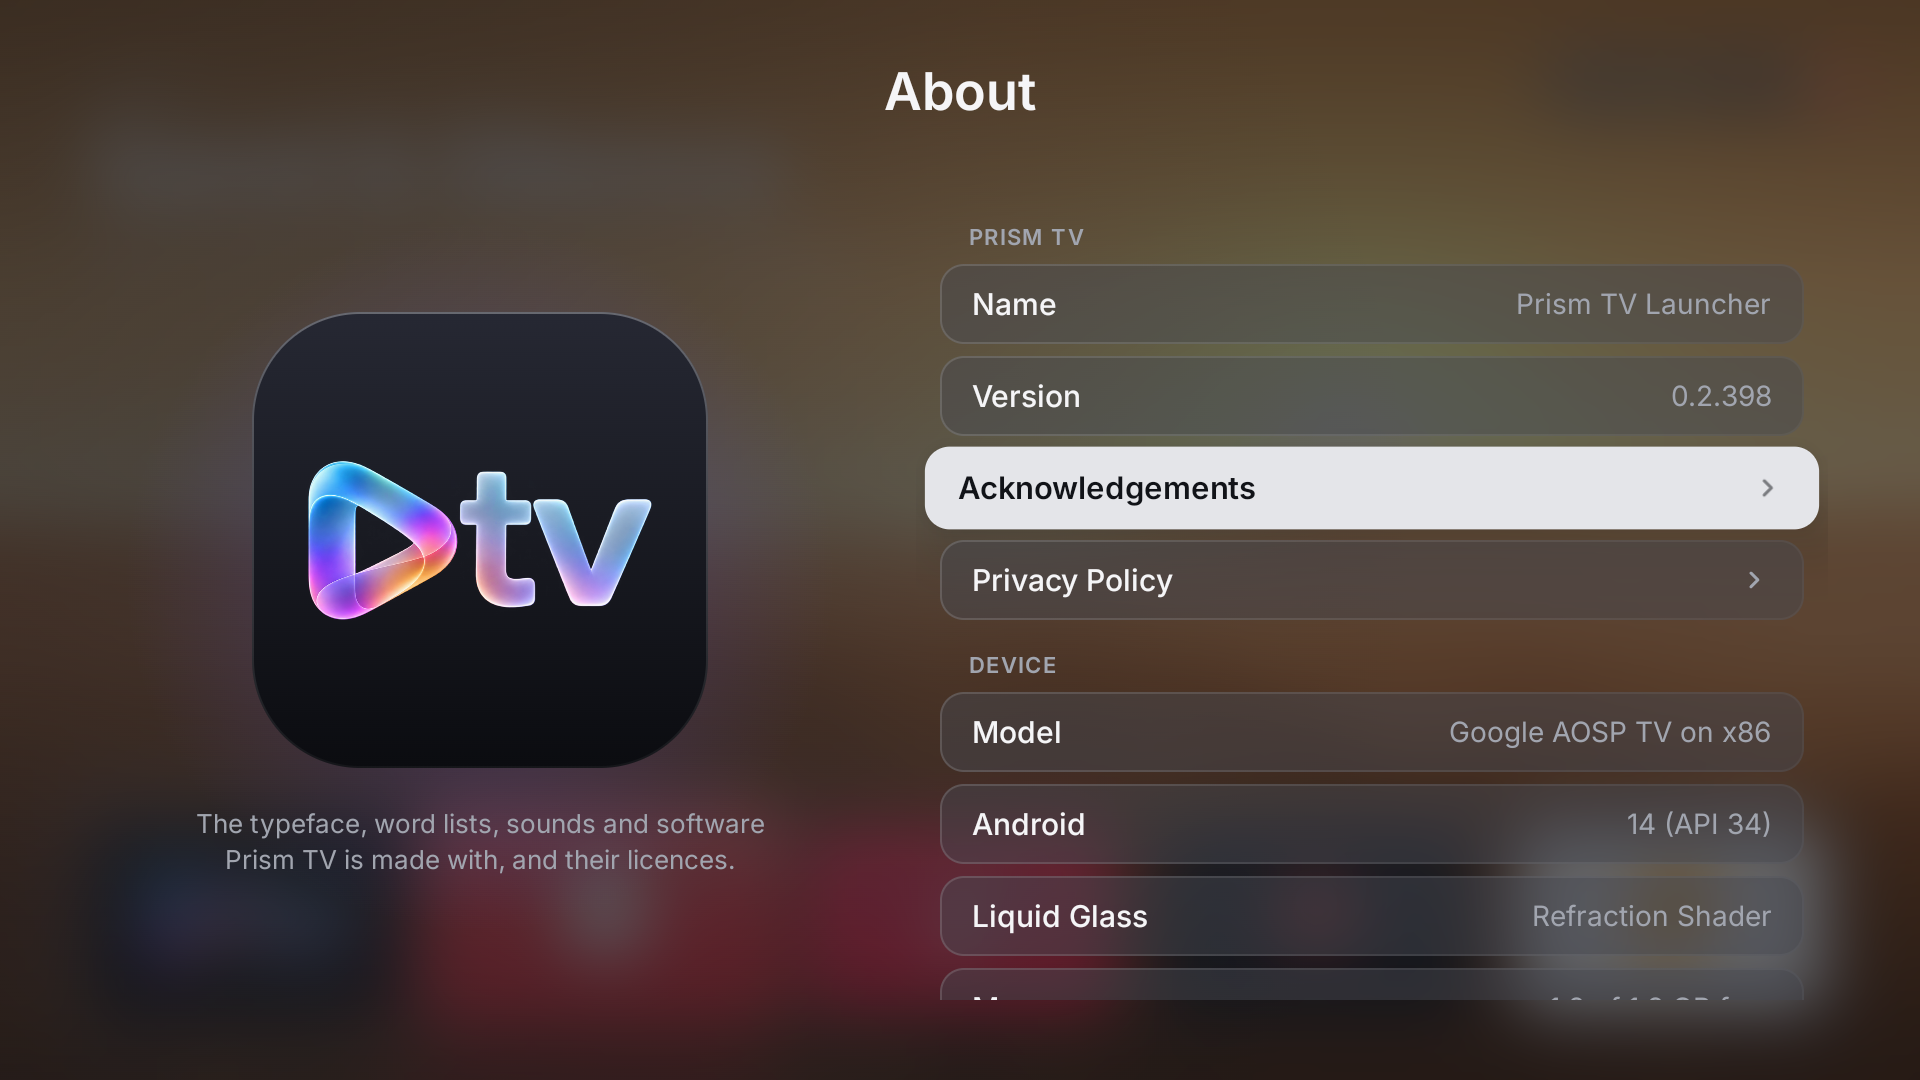 About
PRISM TV
Name
Prism TV Launcher
Version
0.2.398
Acknowledgements
Privacy Policy
tv
The typeface, word lists, sounds and software
Prism TV is made with, and their licences.
DEVICE
Model
Google AOSP TV on x86
Android
14 (API 34)
Liquid Glass
Refraction Shader